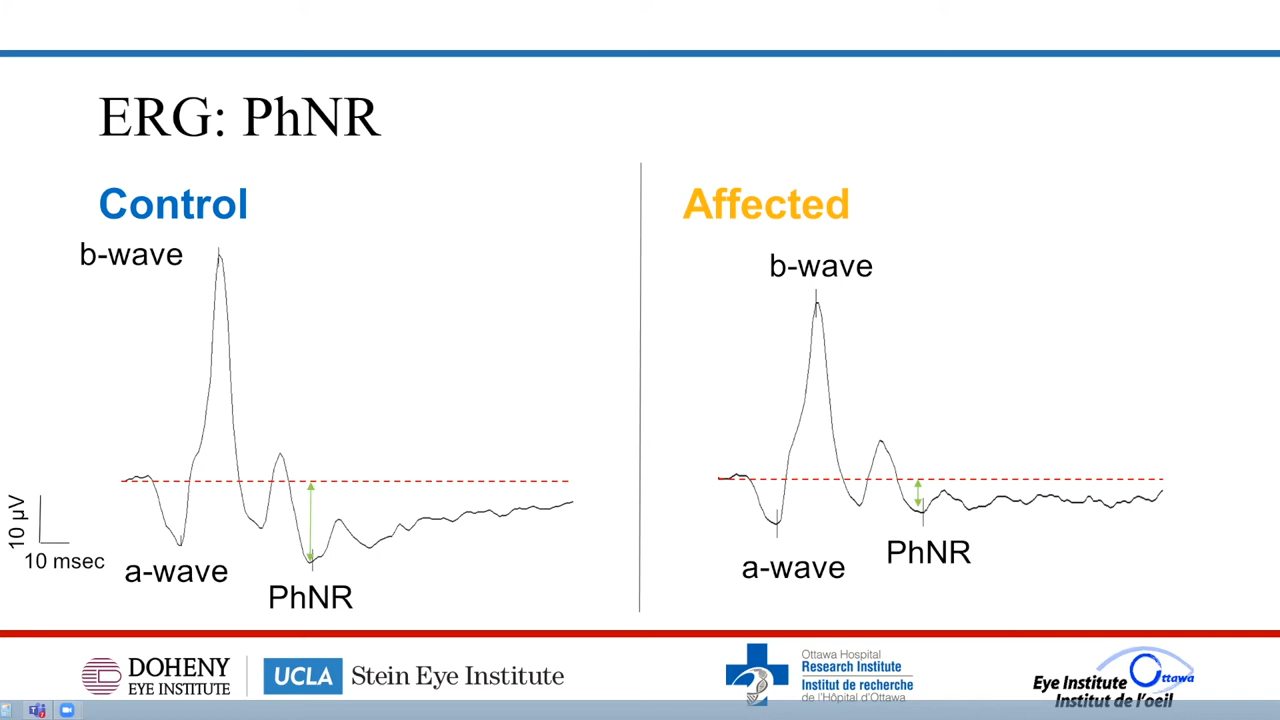 ERG: PhNR
Control
b-wave
10 μV
10 msec
a-wave
PhNR
Affected
b-wave
a-wave
PhNR
DOHENY
EYE INSTITUTE
UCLA
Stein Eye Institute
Ottawa Hospital
Research Institute
Institut de recherche
de l'Hôpital d'Ottawa
Eye Institute Ottawa
Institut de l'oeil